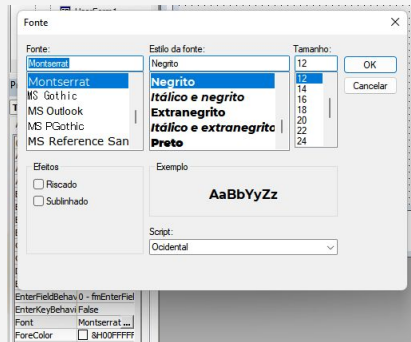 UserForm1
Fonte
Fonte:
Montserrat
Montserrat
MS Gothic
MS Outlook
MS PGothic
MS Reference San
Estilo da fonte:
Negrito
Negrito
Itálico e negrito
Extranegrito
Itálico e extranegrito
Preto
Tamanho:
12
12
14
16
18
20
22
24
OK
Cancelar
Efeitos
Riscado
Sublinhado
Exemplo
AaBbYyZz
Script:
Ocidental
EnterFieldBehav 0 - fmEnterFiel
EnterKeyBehavi False
Font Montserrat ...
ForeColor &H00FFFFF